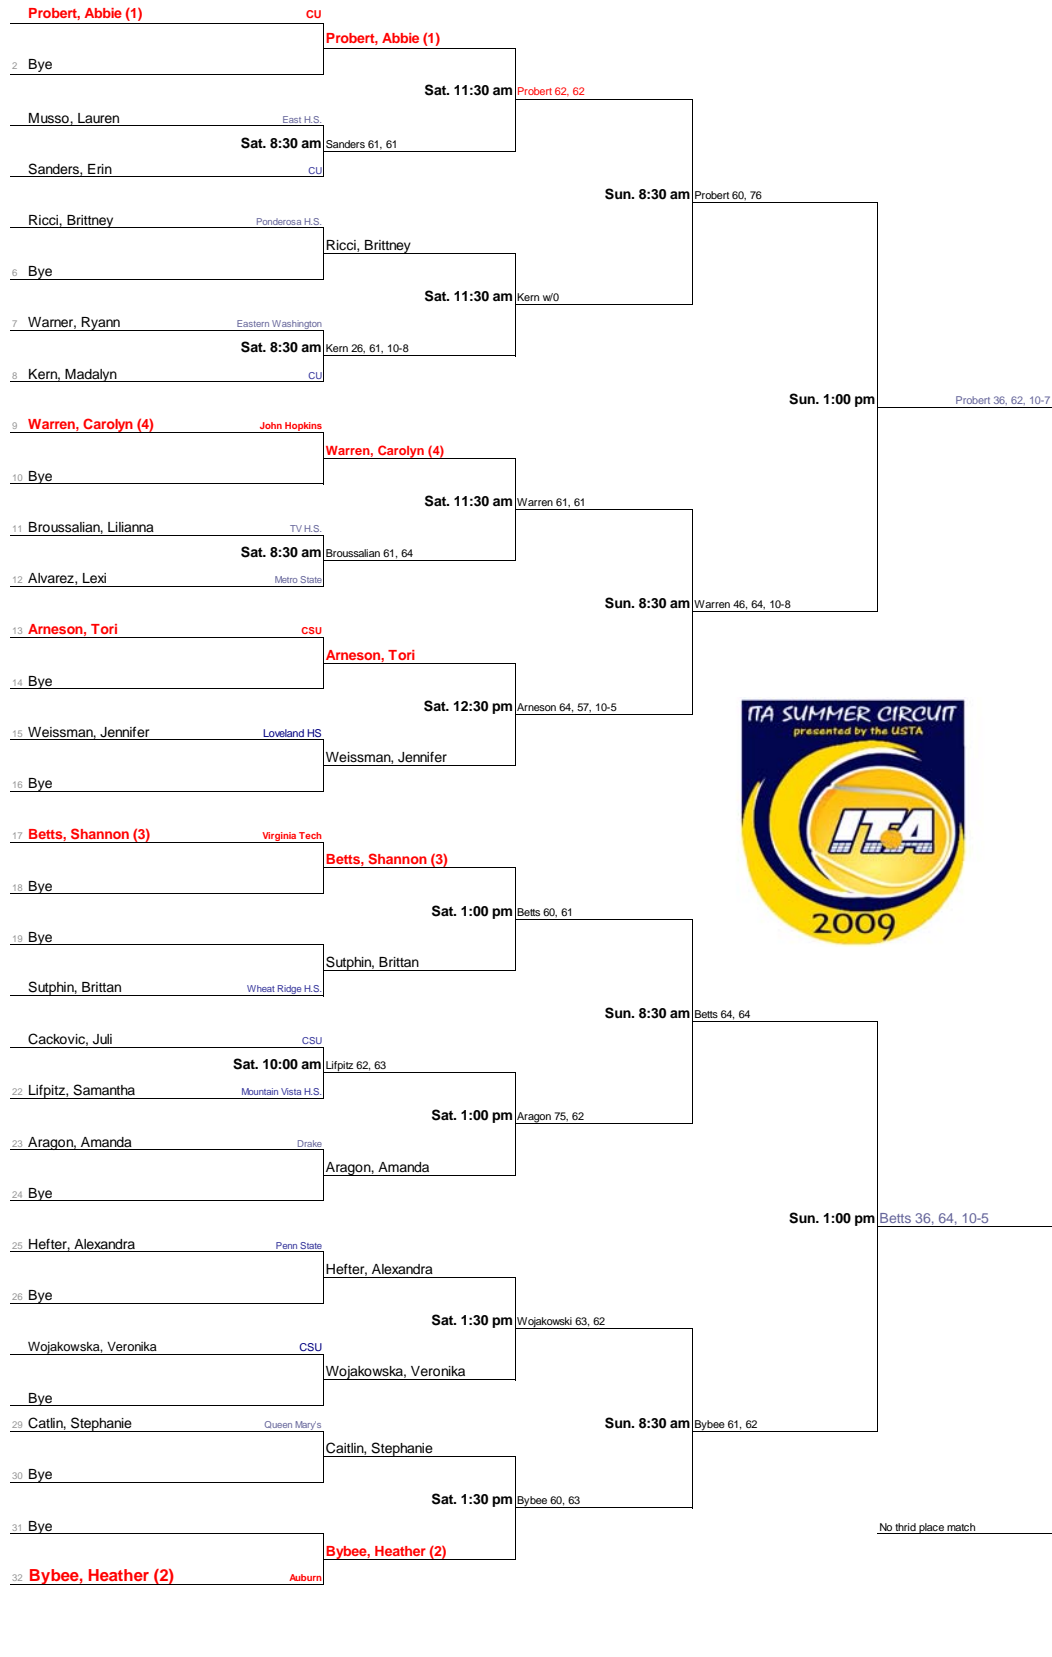 Probert, Abbie (1) CU
Probert, Abbie (1)
2 Bye
Sat. 11:30 am Probert 62, 62
Musso, Lauren East H.S.
Sat. 8:30 am Sanders 61, 61
Sanders, Erin CU
Sun. 8:30 am Probert 60, 76
Ricci, Brittney Ponderosa H.S.
Ricci, Brittney
6 Bye
Sat. 11:30 am Kern w/0
7 Warner, Ryann Eastern Washington
Sat. 8:30 am Kern 26, 61, 10-8
8 Kern, Madalyn CU
Sun. 1:00 pm Probert 36, 62, 10-7
9 Warren, Carolyn (4) John Hopkins
Warren, Carolyn (4)
10 Bye
Sat. 11:30 am Warren 61, 61
11 Broussalian, Lilianna TV H.S.
Sat. 8:30 am Broussalian 61, 64
12 Alvarez, Lexi Metro State
Sun. 8:30 am Warren 46, 64, 10-8
13 Arneson, Tori CSU
Arneson, Tori
14 Bye
Sat. 12:30 pm Arneson 64, 57, 10-5
ITA SUMMER CIRCUIT
presented by the USTA
15 Weissman, Jennifer Loveland HS
Weissman, Jennifer
16 Bye
ITA
17 Betts, Shannon (3) Virginia Tech
Betts, Shannon (3)
18 Bye
Sat. 1:00 pm Betts 60, 61
2009
19 Bye
Sutphin, Brittan
Sutphin, Brittan Wheat Ridge H.S.
Sun. 8:30 am Betts 64, 64
Cackovic, Juli CSU
Sat. 10:00 am Lifpitz 62, 63
22 Lifpitz, Samantha Mountain Vista H.S.
Sat. 1:00 pm Aragon 75, 62
23 Aragon, Amanda Drake
Aragon, Amanda
24 Bye
Sun. 1:00 pm Betts 36, 64, 10-5
25 Hefter, Alexandra Penn State
Hefter, Alexandra
26 Bye
Sat. 1:30 pm Wojakowski 63, 62
Wojakowska, Veronika CSU
Wojakowska, Veronika
Bye
29 Catlin, Stephanie Queen Mary's
Sun. 8:30 am Bybee 61, 62
Caitlin, Stephanie
30 Bye
Sat. 1:30 pm Bybee 60, 63
31 Bye
No thrid place match
Bybee, Heather (2)
32 Bybee, Heather (2) Auburn